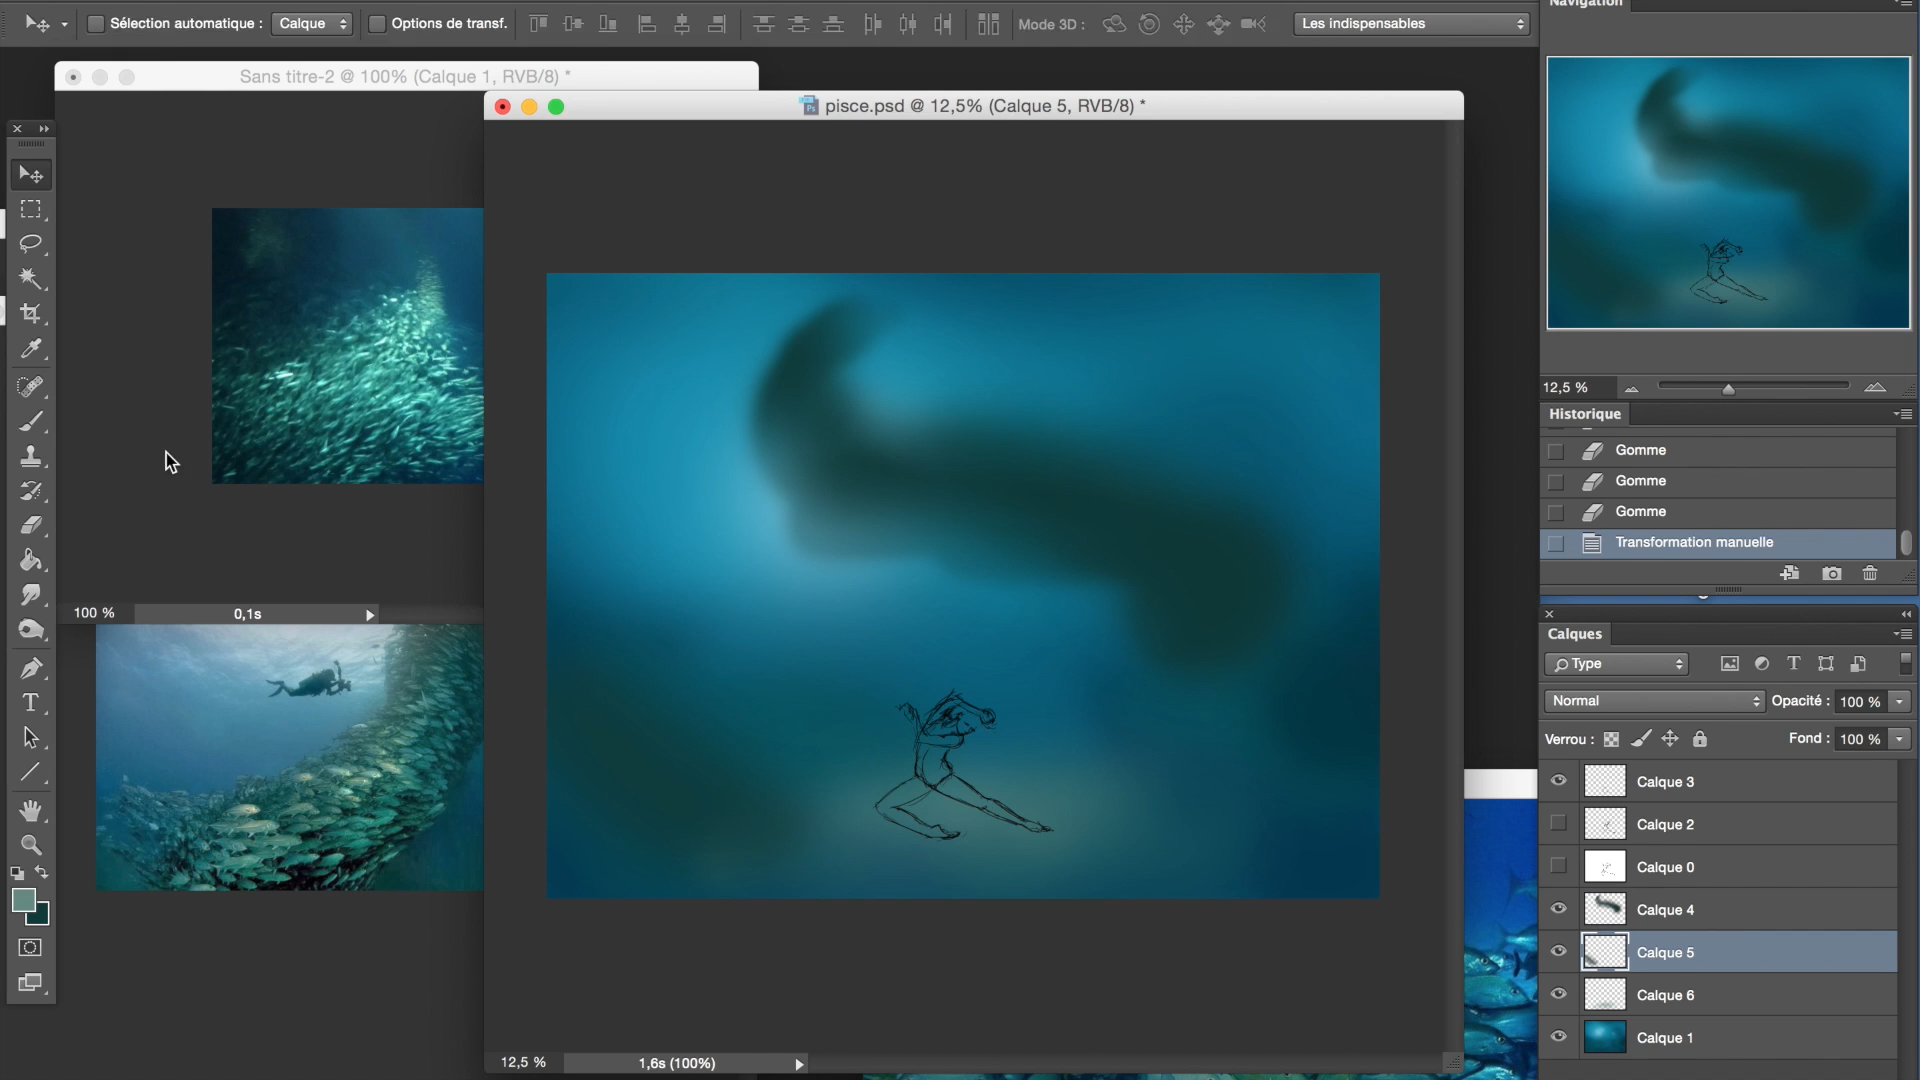 Navigation
Sélection automatique : Calque Options de transf. Mode 3D : Les indispensables
Sans titre-2 @ 100% (Calque 1, RVB/8) *
pisce.psd @ 12,5% (Calque 5, RVB/8) *
12,5 %
Historique
Gomme
Gomme
Gomme
Transformation manuelle
100 % 0,1s
Calques
Type
Normal Opacité : 100 %
Verrou : Fond : 100 %
Calque 3
Calque 2
Calque 0
Calque 4
Calque 5
Calque 6
Calque 1
12,5 % 1,6s (100%)